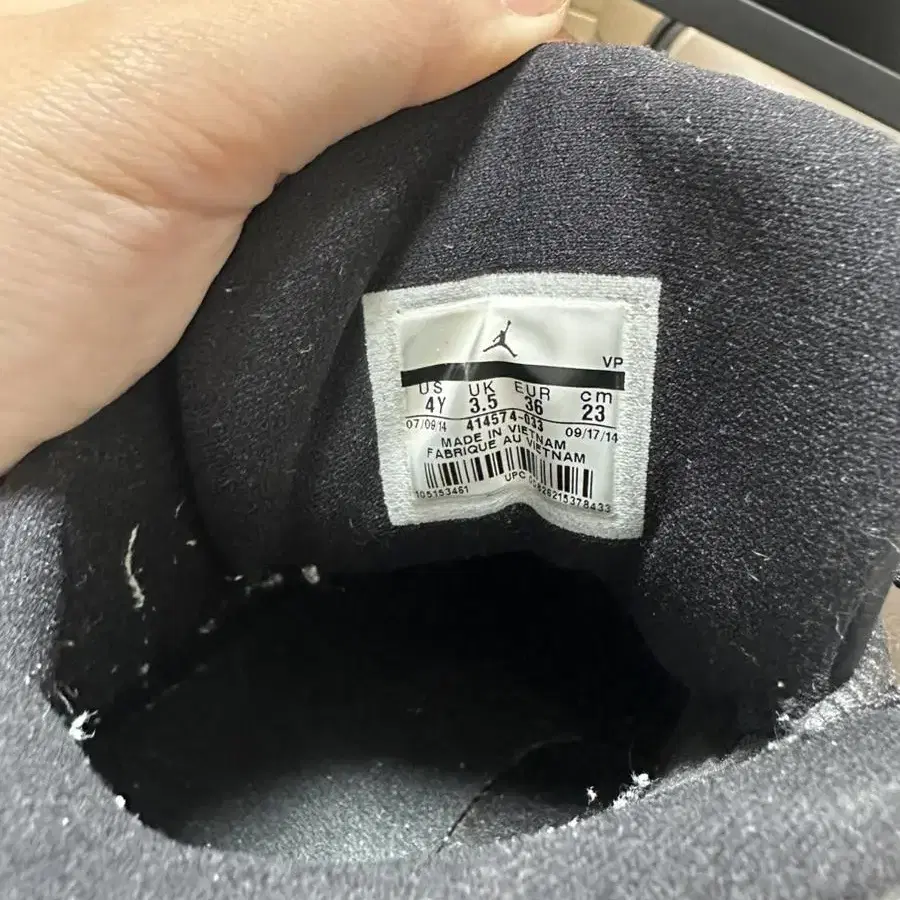 VP
US UK EUR cm
4Y 3.5 36 23
07/09/14 414574-033 09/17/14
MADE IN VIETNAM
FABRIQUE AU VIETNAM
105153461 UPC 00826215378433